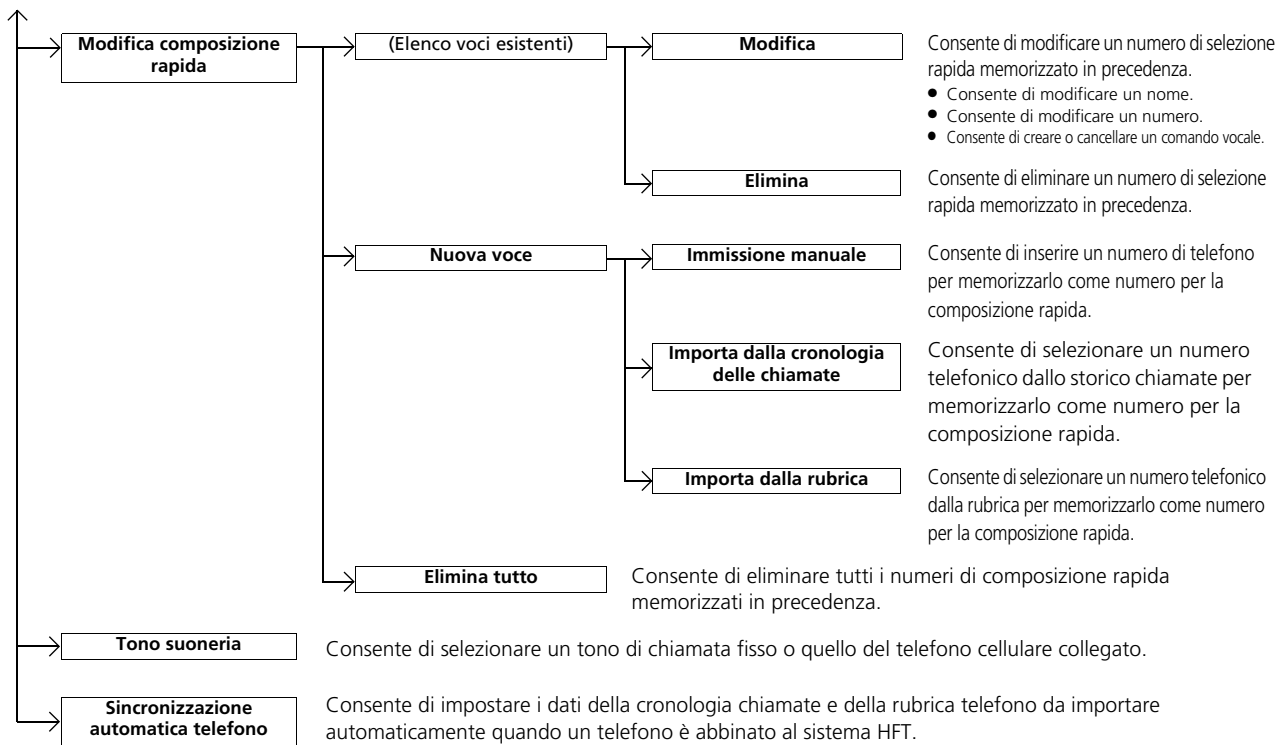 Modifica composizione
rapida
(Elenco voci esistenti)
Modifica
Consente di modificare un numero di selezione
rapida memorizzato in precedenza.
● Consente di modificare un nome.
● Consente di modificare un numero.
● Consente di creare o cancellare un comando vocale.
Elimina
Consente di eliminare un numero di selezione
rapida memorizzato in precedenza.
Nuova voce
Immissione manuale
Consente di inserire un numero di telefono
per memorizzarlo come numero per la
composizione rapida.
Importa dalla cronologia
delle chiamate
Consente di selezionare un numero
telefonico dallo storico chiamate per
memorizzarlo come numero per la
composizione rapida.
Importa dalla rubrica
Consente di selezionare un numero telefonico
dalla rubrica per memorizzarlo come numero
per la composizione rapida.
Elimina tutto
Consente di eliminare tutti i numeri di composizione rapida
memorizzati in precedenza.
Tono suoneria
Consente di selezionare un tono di chiamata fisso o quello del telefono cellulare collegato.
Sincronizzazione
automatica telefono
Consente di impostare i dati della cronologia chiamate e della rubrica telefono da importare
automaticamente quando un telefono è abbinato al sistema HFT.